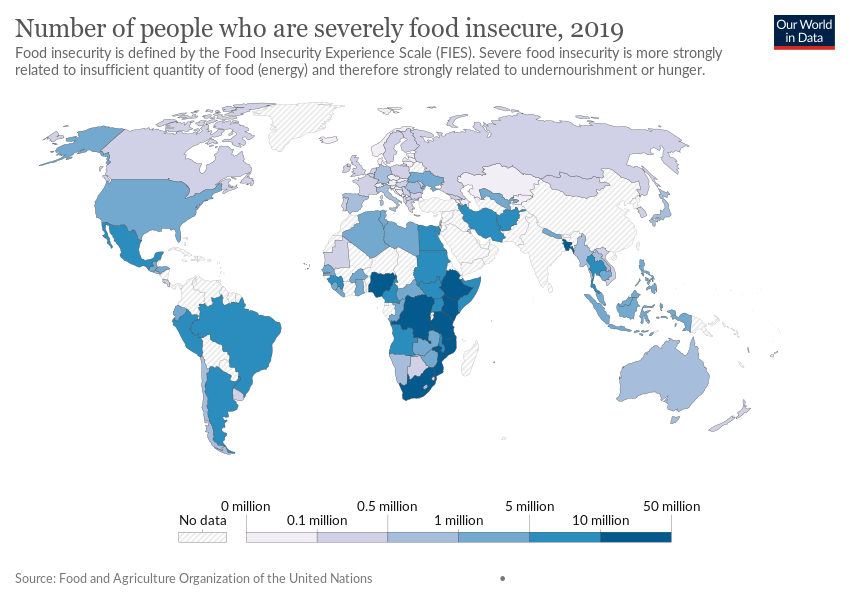 Number of people who are severely food insecure, 2019
Our World
in Data
Food insecurity is defined by the Food Insecurity Experience Scale (FIES). Severe food insecurity is more strongly
related to insufficient quantity of food (energy) and therefore strongly related to undernourishment or hunger.
0 million
0.5 million
5 million
50 million
No data
0.1 million
1 million
10 million
Source: Food and Agriculture Organization of the United Nations
•